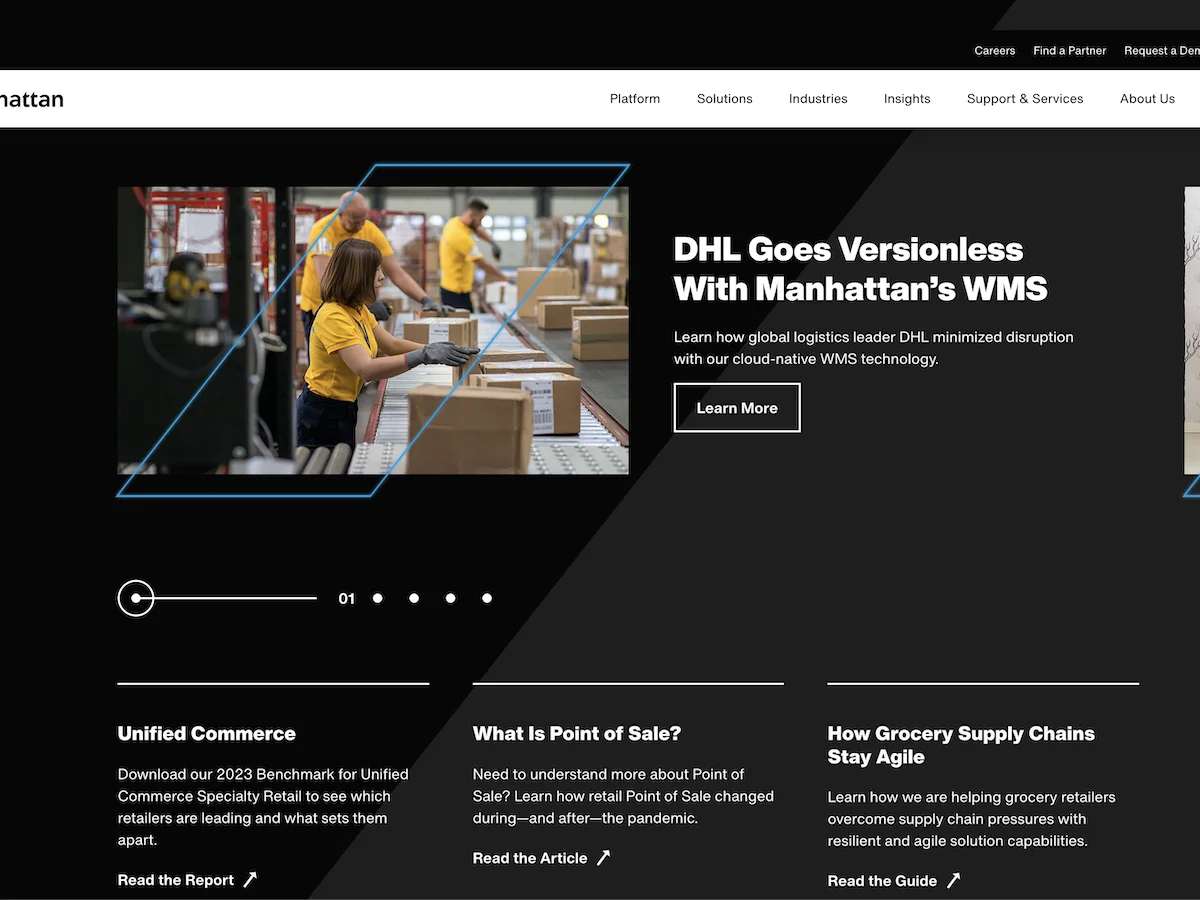 Careers Find a Partner Request a Dem
hattan
Platform Solutions Industries Insights Support & Services About Us
DHL Goes Versionless
With Manhattan’s WMS
Learn how global logistics leader DHL minimized disruption
with our cloud-native WMS technology.
Learn More
01
Unified Commerce
Download our 2023 Benchmark for Unified
Commerce Specialty Retail to see which
retailers are leading and what sets them
apart.
Read the Report
What Is Point of Sale?
Need to understand more about Point of
Sale? Learn how retail Point of Sale changed
during—and after—the pandemic.
Read the Article
How Grocery Supply Chains
Stay Agile
Learn how we are helping grocery retailers
overcome supply chain pressures with
resilient and agile solution capabilities.
Read the Guide